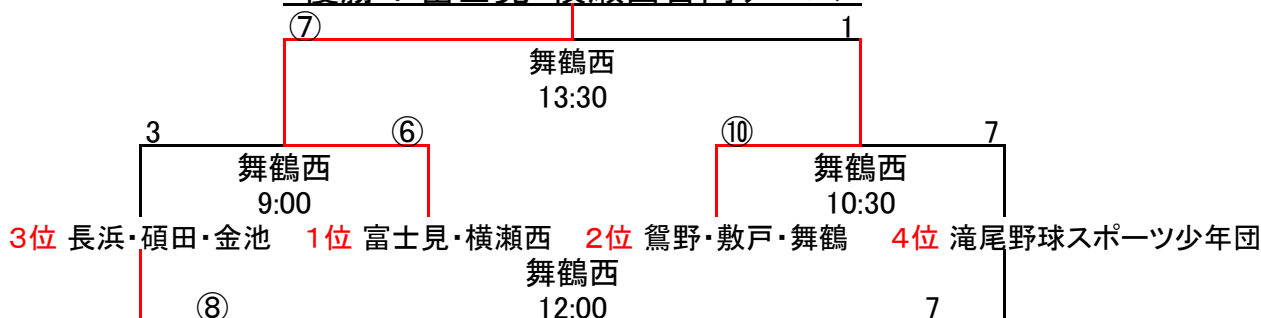 ⑦ 1
舞鶴西
13:30
3 ⑥ ⑩ 7
舞鶴西 舞鶴西
9:00 10:30
3位 長浜・碩田・金池 1位 富士見・横瀬西 2位 鴛野・敷戸・舞鶴 4位 滝尾野球スポーツ少年団
舞鶴西
⑧ 12:00 7